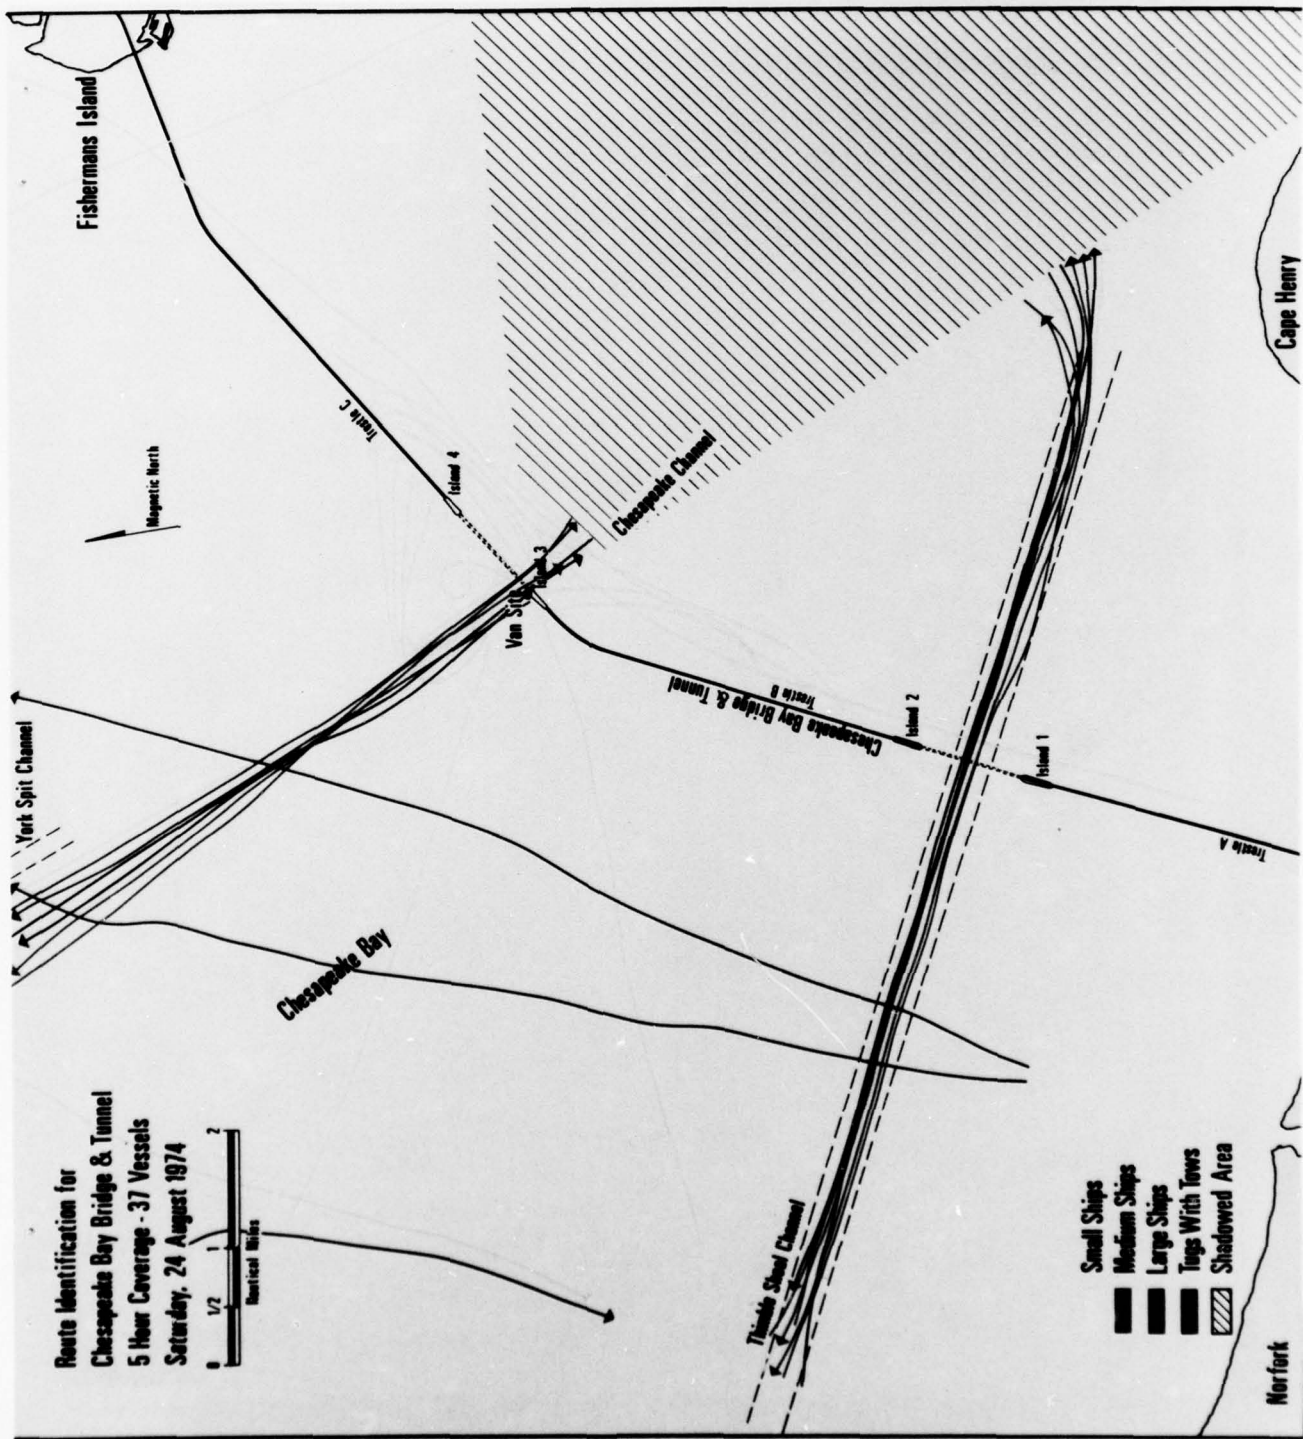 Route Identification for
Chesapeake Bay Bridge & Tunnel
5 Hour Coverage - 37 Vessels
Saturday, 24 August 1974
0 1/2 1 2
Nautical Miles
Fishermans Island
York Spit Channel
Magnetic North
Trestle C
Island 4
Van Site
Island 3
Chesapeake Channel
Chesapeake Bay
Chesapeake Bay Bridge & Tunnel
Trestle B
Island 2
Island 1
Trestle A
Thimble Shoal Channel
Cape Henry
Norfork
Small Ships
Medium Ships
Large Ships
Tugs With Tows
Shadowed Area